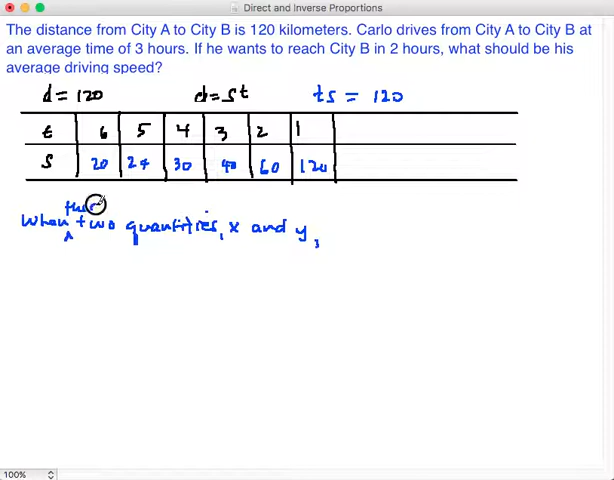 Direct and Inverse Proportions
The distance from City A to City B is 120 kilometers. Carlo drives from City A to City B at
an average time of 3 hours. If he wants to reach City B in 2 hours, what should be his
average driving speed?
d = 120 d = st ts = 120
t 6 5 4 3 2 1
s 20 24 30 40 60 120
when ^ two quantities, x and y,
100%